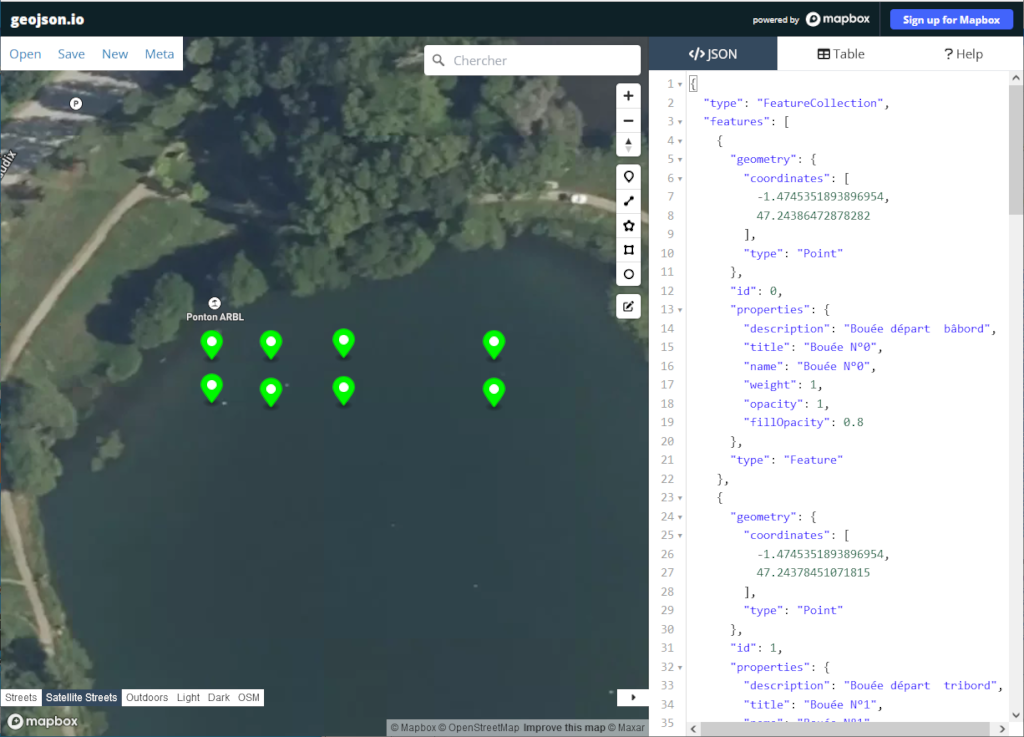 geojson.io
powered by mapbox
Sign up for Mapbox
Open Save New Meta
Chercher
</>JSON
Table
? Help
P
udix
Ponton ARBL
1 {
2 "type": "FeatureCollection",
3 "features": [
4 {
5 "geometry": {
6 "coordinates": [
7 -1.4745351893896954,
8 47.24386472878282
9 ],
10 "type": "Point"
11 },
12 "id": 0,
13 "properties": {
14 "description": "Bouée départ  bâbord",
15 "title": "Bouée N°0",
16 "name": "Bouée N°0",
17 "weight": 1,
18 "opacity": 1,
19 "fillOpacity": 0.8
20 },
21 "type": "Feature"
22 },
23 {
24 "geometry": {
25 "coordinates": [
26 -1.4745351893896954,
27 47.24378451071815
28 ],
29 "type": "Point"
30 },
31 "id": 1,
32 "properties": {
33 "description": "Bouée départ  tribord",
34 "title": "Bouée N°1",
35 "name": "Bouée N°1",
Streets Satellite Streets Outdoors Light Dark OSM
mapbox
© Mapbox © OpenStreetMap Improve this map © Maxar